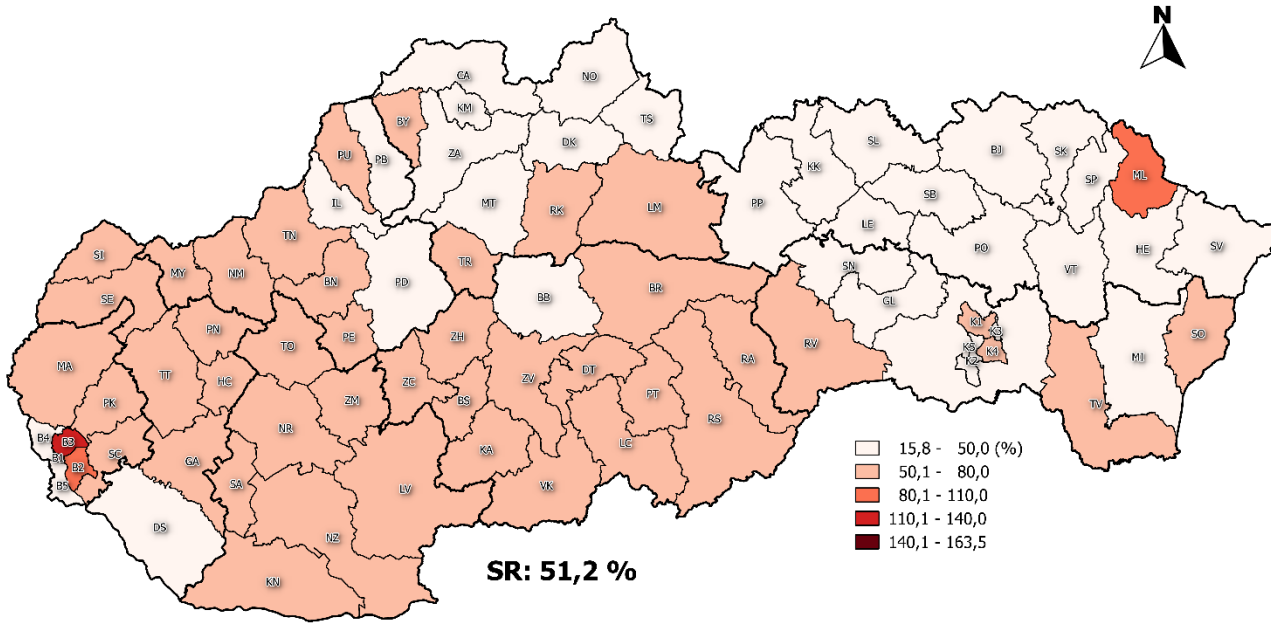 N
CA
NO
KM
TS
BY
DK
ZA
PU
PB
IL
MT
RK
LM
SL
BJ
SK
KK
SP
ML
PP
SB
LE
PO
HE
SV
VT
TN
SI
MY
NM
BN
PD
TR
BB
SN
GL
BR
SE
PN
TO
PE
ZH
RV
K1
K3
K5
K4
K2
SO
MI
MA
TT
HC
ZC
ZV
DT
RA
PT
BS
ZM
PK
NR
RS
TV
B4
B3
B1
B2
B5
SC
GA
KA
LC
SA
LV
VK
DS
NZ
KN
15,8 - 50,0 (%)
50,1 - 80,0
80,1 - 110,0
110,1 - 140,0
140,1 - 163,5
SR: 51,2 %